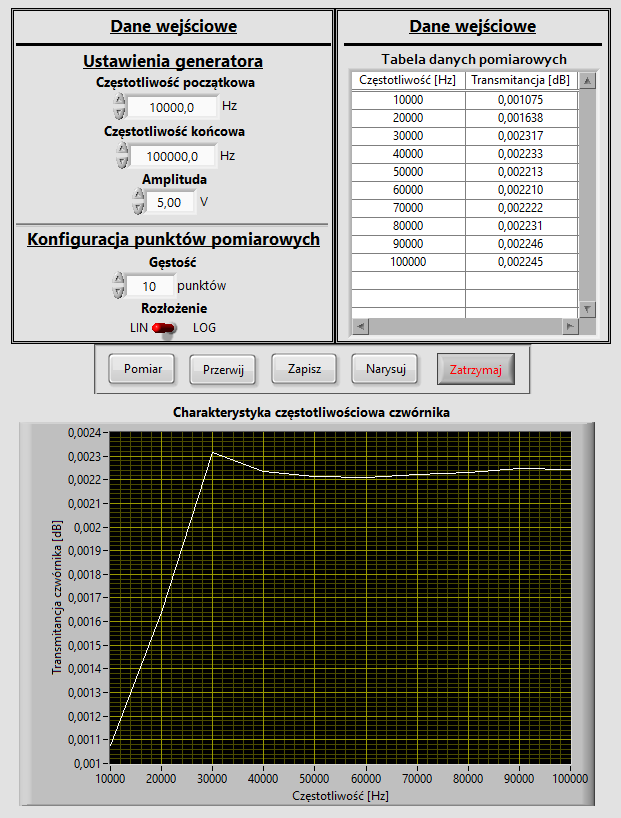 Dane wejściowe
Ustawienia generatora
Częstotliwość początkowa
10000,0 Hz
Częstotliwość końcowa
100000,0 Hz
Amplituda
5,00 V
Konfiguracja punktów pomiarowych
Gęstość
10 punktów
Rozłożenie
LIN LOG
Dane wejściowe
Tabela danych pomiarowych
Częstotliwość [Hz] Transmitancja [dB]
10000 0,001075
20000 0,001638
30000 0,002317
40000 0,002233
50000 0,002213
60000 0,002210
70000 0,002222
80000 0,002231
90000 0,002246
100000 0,002245
Pomiar Przerwij Zapisz Narysuj Zatrzymaj
Charakterystyka częstotliwościowa czwórnika
Transmitancja czwórnika [dB]
0,0024
0,0023
0,0022
0,0021
0,002
0,0019
0,0018
0,0017
0,0016
0,0015
0,0014
0,0013
0,0012
0,0011
0,001
10000 20000 30000 40000 50000 60000 70000 80000 90000 100000
Częstotliwość [Hz]